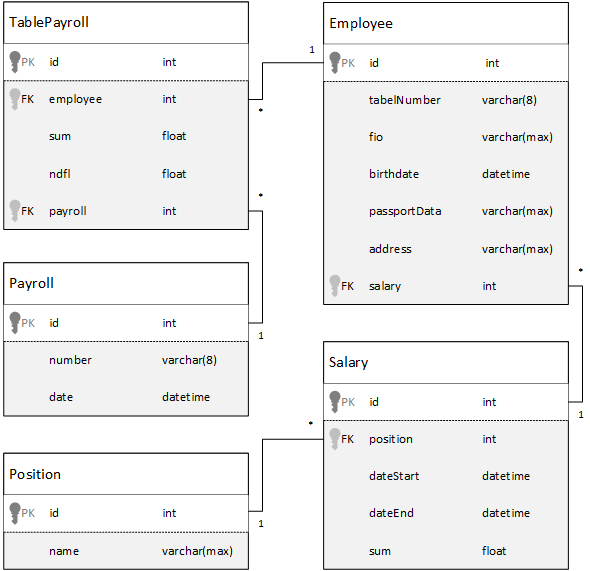 TablePayroll
PK id int
FK employee int
sum float
ndfl float
FK payroll int
1
*
*
1
Employee
PK id int
tabelNumber varchar(8)
fio varchar(max)
birthdate datetime
passportData varchar(max)
address varchar(max)
FK salary int
*
1
Payroll
PK id int
number varchar(8)
date datetime
Salary
PK id int
FK position int
dateStart datetime
dateEnd datetime
sum float
*
1
Position
PK id int
name varchar(max)